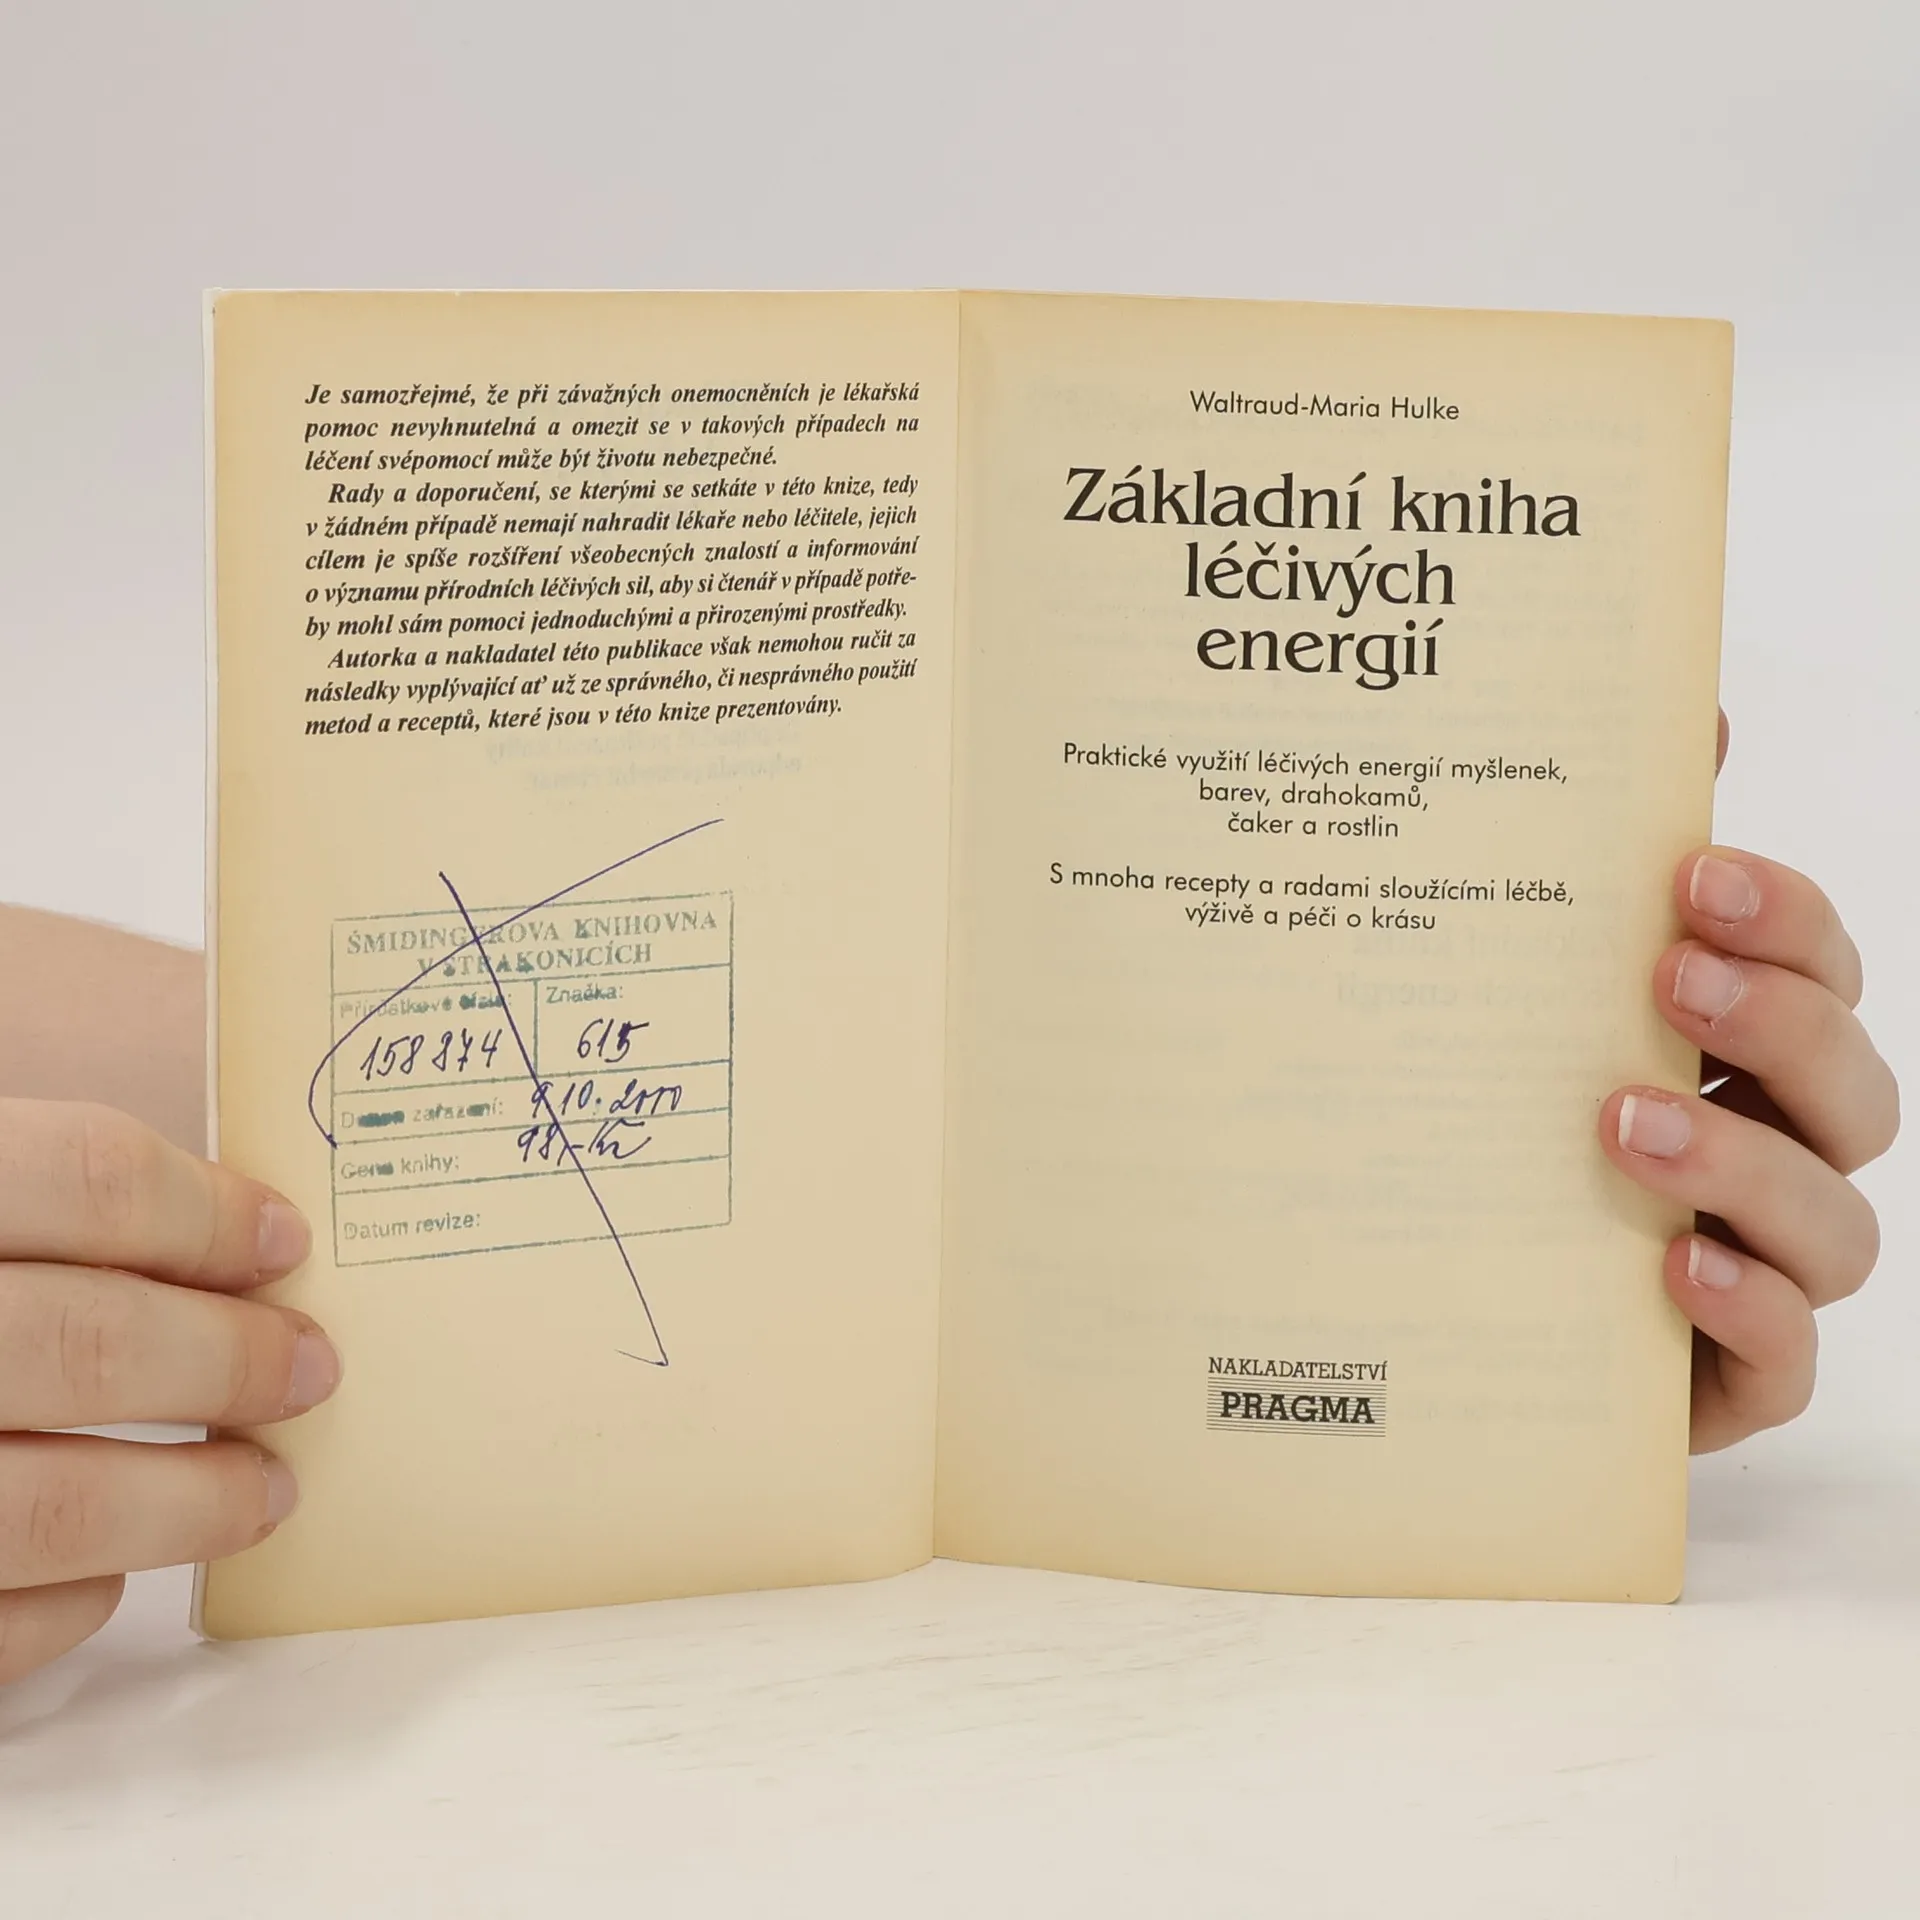 Je samozřejmé, že při závažných onemocněních je lékařská
pomoc nevyhnutelná a omezit se v takových případech na
léčení svépomocí může být životu nebezpečné.
Rady a doporučení, se kterými se setkáte v této knize, tedy
v žádném případě nemají nahradit lékaře nebo léčitele, jejich
cílem je spíše rozšíření všeobecných znalostí a informování
o významu přírodních léčivých sil, aby si čtenář v případě potře-
by mohl sám pomoci jednoduchými a přirozenými prostředky.
Autorka a nakladatel této publikace však nemohou ručit za
následky vyplývající ať už ze správného, či nesprávného použití
metod a receptů, které jsou v této knize prezentovány.
ŠMIDINGEROVA KNIHOVNA
V STRAKONICÍCH
Přírůstkové číslo:
Značka:
158 874
615
Datum zařazení: 9 10. 2000
Cena knihy: 98,- Kč
Datum revize:
Waltraud-Maria Hulke
Základní kniha
léčivých
energií
Praktické využití léčivých energií myšlenek,
barev, drahokamů,
čaker a rostlin
S mnoha recepty a radami sloužícími léčbě,
výživě a péči o krásu
NAKLADATELSTVÍ
PRAGMA